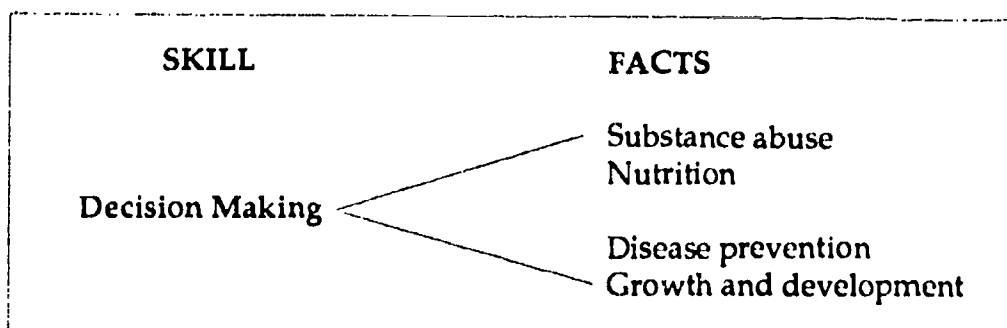 SKILL FACTS
Substance abuse
Nutrition
Decision Making
Disease prevention
Growth and development